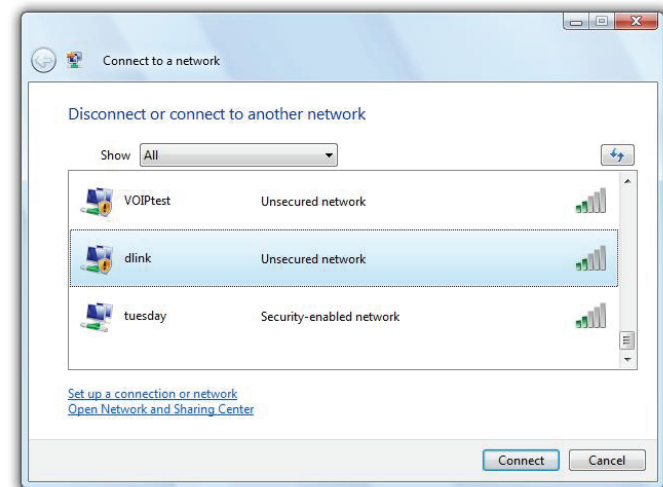 Connect to a network
Disconnect or connect to another network
Show All
VOIPtest Unsecured network
dlink Unsecured network
tuesday Security-enabled network
Set up a connection or network
Open Network and Sharing Center
Connect Cancel